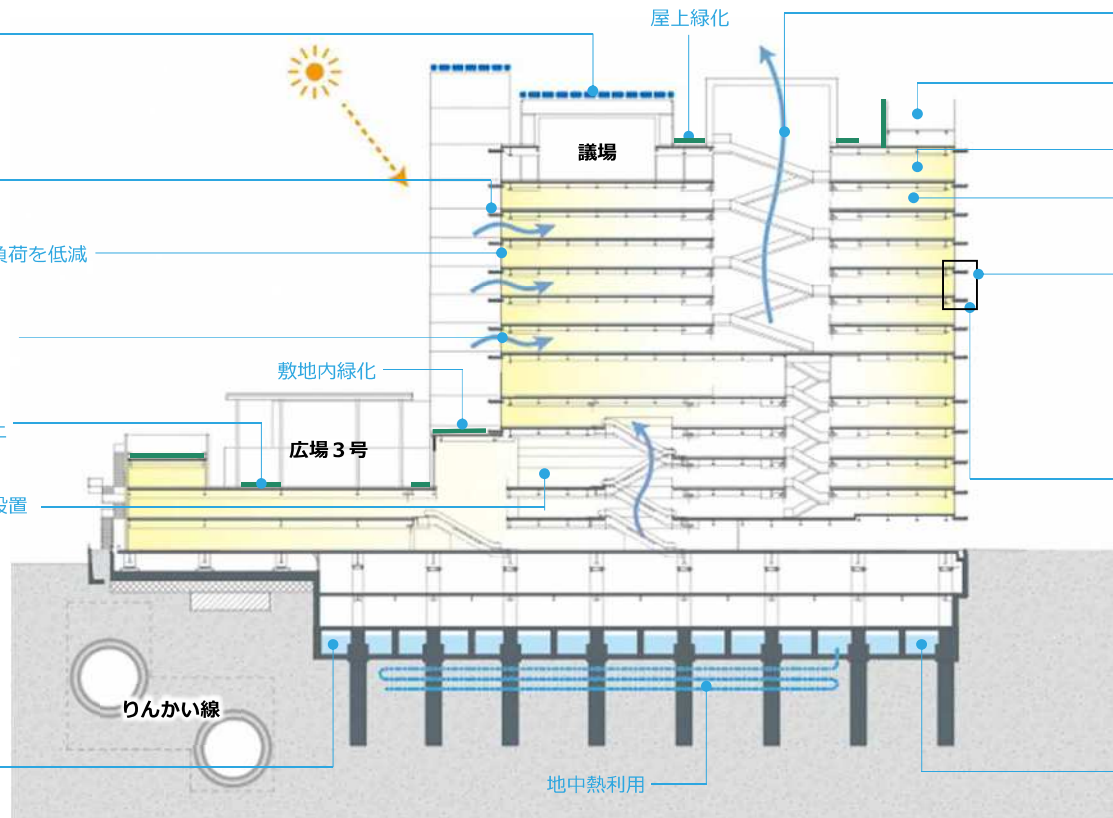 屋上緑化
議場
負荷を低減
敷地内緑化
広場３号
設置
りんかい線
地中熱利用